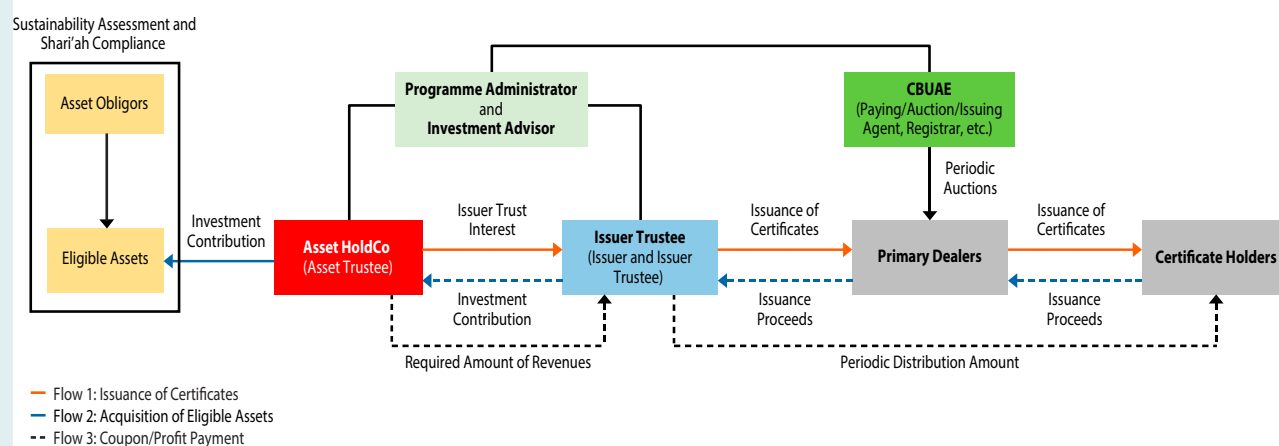 Sustainability Assessment and
Shari'ah Compliance
Asset Obligors
Eligible Assets
Investment
Contribution
Programme Administrator
and
Investment Advisor
CBUAE
(Paying/Auction/Issuing
Agent, Registrar, etc.)
Periodic
Auctions
Asset HoldCo
(Asset Trustee)
Issuer Trust
Interest
Investment
Contribution
Issuer Trustee
(Issuer and Issuer
Trustee)
Issuance of
Certificates
Issuance
Proceeds
Primary Dealers
Issuance of
Certificates
Issuance
Proceeds
Certificate Holders
Required Amount of Revenues
Periodic Distribution Amount
Flow 1: Issuance of Certificates
Flow 2: Acquisition of Eligible Assets
Flow 3: Coupon/Profit Payment